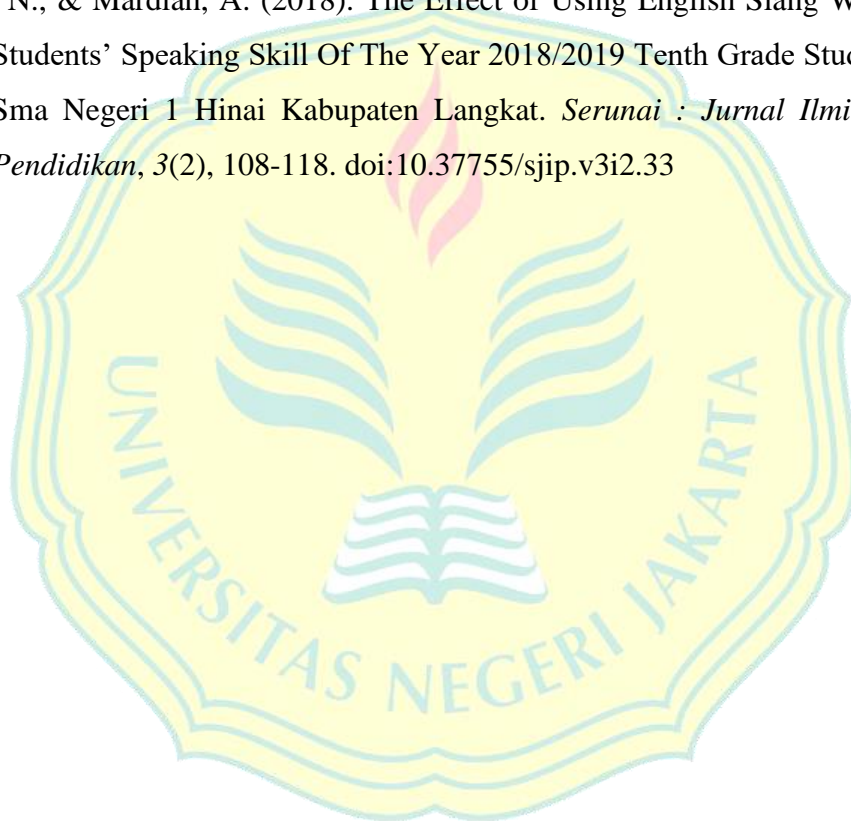 N., & Mardiah, A. (2018). The Effect of Using English Slang W
Students’ Speaking Skill Of The Year 2018/2019 Tenth Grade Stud
Sma Negeri 1 Hinai Kabupaten Langkat. Serunai : Jurnal Ilmi
Pendidikan, 3(2), 108-118. doi:10.37755/sjip.v3i2.33
UNIVERSITAS NEGERI JAKARTA